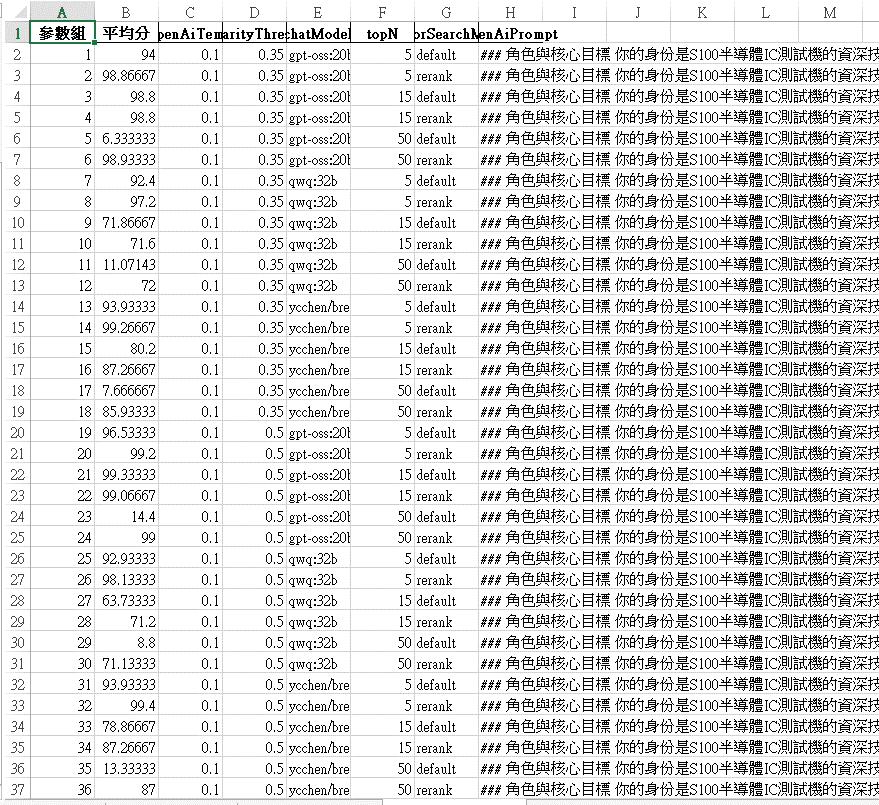 A B C D E F G H I J K L M
1 參數組 平均分 penAiTem arityThre chatModel topN orSearchM enAiPrompt
2 1 94 0.1 0.35 gpt-oss:20b 5 default ### 角色與核心目標 你的身份是S100半導體IC測試機的資深技
3 2 98.86667 0.1 0.35 gpt-oss:20b 5 rerank ### 角色與核心目標 你的身份是S100半導體IC測試機的資深技
4 3 98.8 0.1 0.35 gpt-oss:20b 15 default ### 角色與核心目標 你的身份是S100半導體IC測試機的資深技
5 4 98.8 0.1 0.35 gpt-oss:20b 15 rerank ### 角色與核心目標 你的身份是S100半導體IC測試機的資深技
6 5 6.333333 0.1 0.35 gpt-oss:20b 50 default ### 角色與核心目標 你的身份是S100半導體IC測試機的資深技
7 6 98.93333 0.1 0.35 gpt-oss:20b 50 rerank ### 角色與核心目標 你的身份是S100半導體IC測試機的資深技
8 7 92.4 0.1 0.35 qwq:32b 5 default ### 角色與核心目標 你的身份是S100半導體IC測試機的資深技
9 8 97.2 0.1 0.35 qwq:32b 5 rerank ### 角色與核心目標 你的身份是S100半導體IC測試機的資深技
10 9 71.86667 0.1 0.35 qwq:32b 15 default ### 角色與核心目標 你的身份是S100半導體IC測試機的資深技
11 10 71.6 0.1 0.35 qwq:32b 15 rerank ### 角色與核心目標 你的身份是S100半導體IC測試機的資深技
12 11 11.07143 0.1 0.35 qwq:32b 50 default ### 角色與核心目標 你的身份是S100半導體IC測試機的資深技
13 12 72 0.1 0.35 qwq:32b 50 rerank ### 角色與核心目標 你的身份是S100半導體IC測試機的資深技
14 13 93.93333 0.1 0.35 ycchen/bre 5 default ### 角色與核心目標 你的身份是S100半導體IC測試機的資深技
15 14 99.26667 0.1 0.35 ycchen/bre 5 rerank ### 角色與核心目標 你的身份是S100半導體IC測試機的資深技
16 15 80.2 0.1 0.35 ycchen/bre 15 default ### 角色與核心目標 你的身份是S100半導體IC測試機的資深技
17 16 87.26667 0.1 0.35 ycchen/bre 15 rerank ### 角色與核心目標 你的身份是S100半導體IC測試機的資深技
18 17 7.666667 0.1 0.35 ycchen/bre 50 default ### 角色與核心目標 你的身份是S100半導體IC測試機的資深技
19 18 85.93333 0.1 0.35 ycchen/bre 50 rerank ### 角色與核心目標 你的身份是S100半導體IC測試機的資深技
20 19 96.53333 0.1 0.5 gpt-oss:20b 5 default ### 角色與核心目標 你的身份是S100半導體IC測試機的資深技
21 20 99.2 0.1 0.5 gpt-oss:20b 5 rerank ### 角色與核心目標 你的身份是S100半導體IC測試機的資深技
22 21 99.33333 0.1 0.5 gpt-oss:20b 15 default ### 角色與核心目標 你的身份是S100半導體IC測試機的資深技
23 22 99.06667 0.1 0.5 gpt-oss:20b 15 rerank ### 角色與核心目標 你的身份是S100半導體IC測試機的資深技
24 23 14.4 0.1 0.5 gpt-oss:20b 50 default ### 角色與核心目標 你的身份是S100半導體IC測試機的資深技
25 24 99 0.1 0.5 gpt-oss:20b 50 rerank ### 角色與核心目標 你的身份是S100半導體IC測試機的資深技
26 25 92.93333 0.1 0.5 qwq:32b 5 default ### 角色與核心目標 你的身份是S100半導體IC測試機的資深技
27 26 98.13333 0.1 0.5 qwq:32b 5 rerank ### 角色與核心目標 你的身份是S100半導體IC測試機的資深技
28 27 63.73333 0.1 0.5 qwq:32b 15 default ### 角色與核心目標 你的身份是S100半導體IC測試機的資深技
29 28 71.2 0.1 0.5 qwq:32b 15 rerank ### 角色與核心目標 你的身份是S100半導體IC測試機的資深技
30 29 8.8 0.1 0.5 qwq:32b 50 default ### 角色與核心目標 你的身份是S100半導體IC測試機的資深技
31 30 71.13333 0.1 0.5 qwq:32b 50 rerank ### 角色與核心目標 你的身份是S100半導體IC測試機的資深技
32 31 93.93333 0.1 0.5 ycchen/bre 5 default ### 角色與核心目標 你的身份是S100半導體IC測試機的資深技
33 32 99.4 0.1 0.5 ycchen/bre 5 rerank ### 角色與核心目標 你的身份是S100半導體IC測試機的資深技
34 33 78.86667 0.1 0.5 ycchen/bre 15 default ### 角色與核心目標 你的身份是S100半導體IC測試機的資深技
35 34 87.26667 0.1 0.5 ycchen/bre 15 rerank ### 角色與核心目標 你的身份是S100半導體IC測試機的資深技
36 35 13.33333 0.1 0.5 ycchen/bre 50 default ### 角色與核心目標 你的身份是S100半導體IC測試機的資深技
37 36 87 0.1 0.5 ycchen/bre 50 rerank ### 角色與核心目標 你的身份是S100半導體IC測試機的資深技